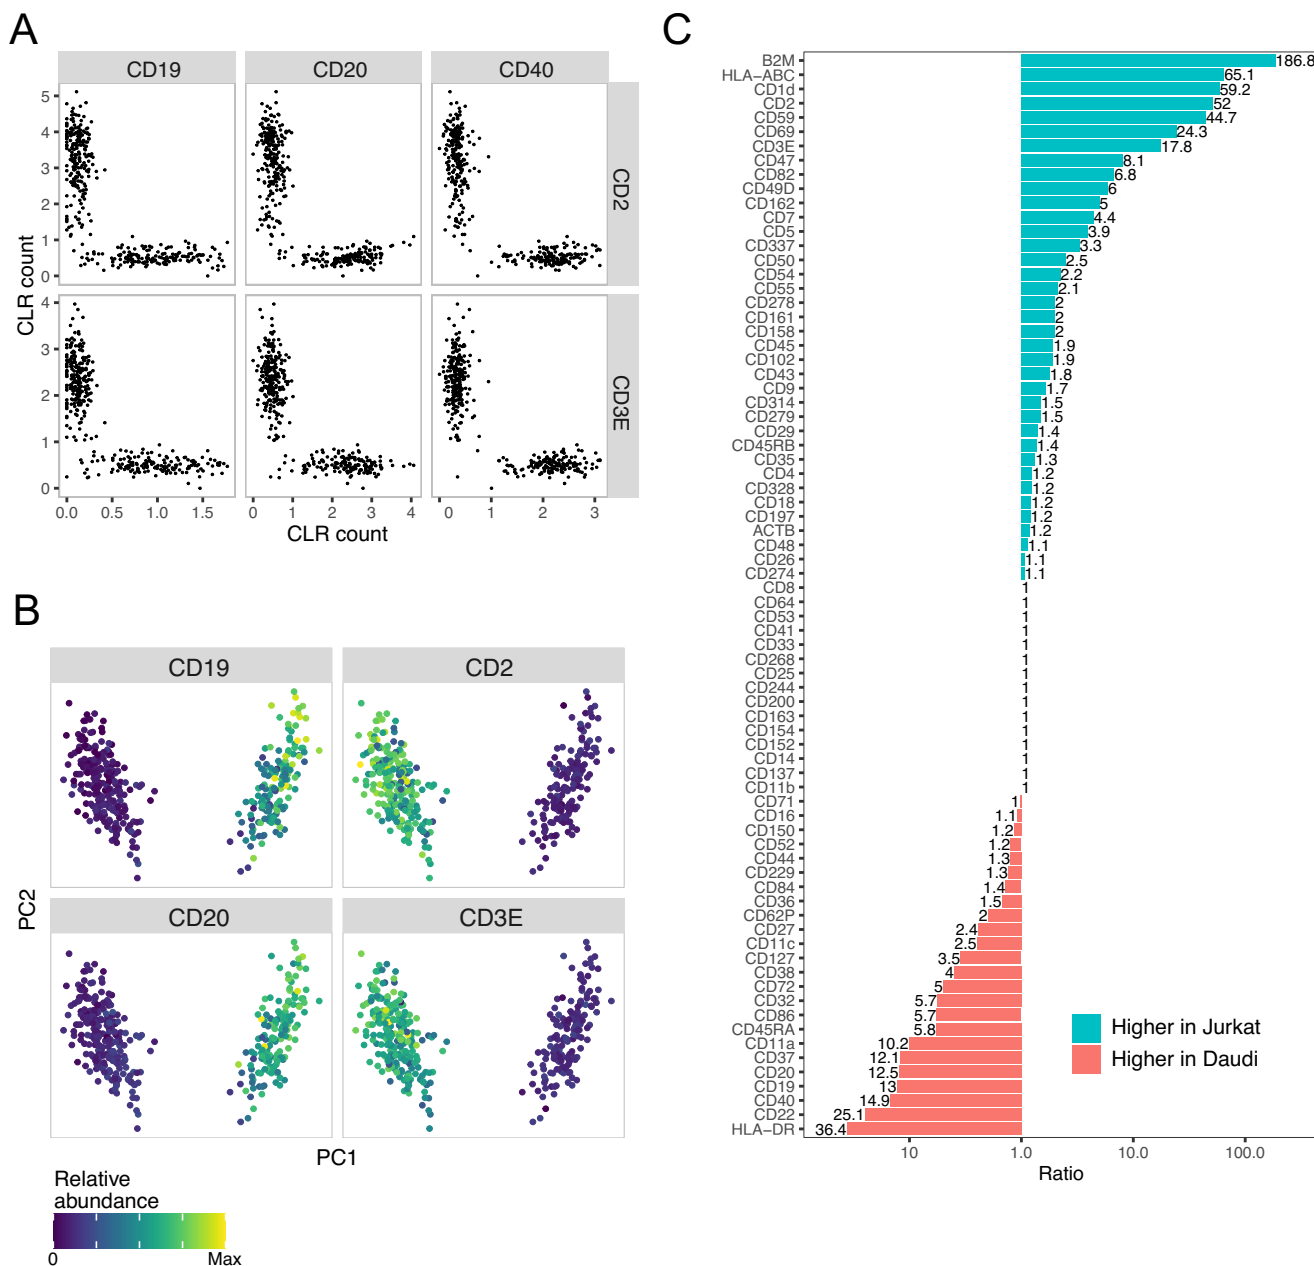 A
CD19
CD20
CD40
5
4
3
2
1
0
CD2
4
3
2
1
0
CD3E
CLR count
0.0 0.5 1.0 1.5
0 1 2 3 4
0 1 2 3
CLR count
B
CD19
CD2
CD20
CD3E
PC2
PC1
Relative
abundance
0 Max
C
B2M 186.8
HLA-ABC 65.1
CD1d 59.2
CD2 52
CD59 44.7
CD69 24.3
CD3E 17.8
CD47 8.1
CD82 6.8
CD49D 6
CD162 5
CD7 4.4
CD5 3.9
CD337 3.3
CD50 2.5
CD54 2.2
CD55 2.1
CD278 2
CD161 2
CD158 2
CD45 1.9
CD102 1.9
CD43 1.8
CD9 1.7
CD314 1.5
CD279 1.5
CD29 1.4
CD45RB 1.4
CD35 1.3
CD4 1.2
CD328 1.2
CD18 1.2
CD197 1.2
ACTB 1.2
CD48 1.1
CD26 1.1
CD274 1.1
CD8 1
CD64 1
CD53 1
CD41 1
CD33 1
CD268 1
CD25 1
CD244 1
CD200 1
CD163 1
CD154 1
CD152 1
CD14 1
CD137 1
CD11b 1
CD71 1
CD16 1.1
CD150 1.2
CD52 1.2
CD44 1.3
CD229 1.3
CD84 1.4
CD36 1.5
CD62P 2
CD27 2.4
CD11c 2.5
CD127 3.5
CD38 4
CD72 5
CD32 5.7
CD86 5.7
CD45RA 5.8
CD11a 10.2
CD37 12.1
CD20 12.5
CD19 13
CD40 14.9
CD22 25.1
HLA-DR 36.4
Higher in Jurkat
Higher in Daudi
10 1.0 10.0 100.0
Ratio